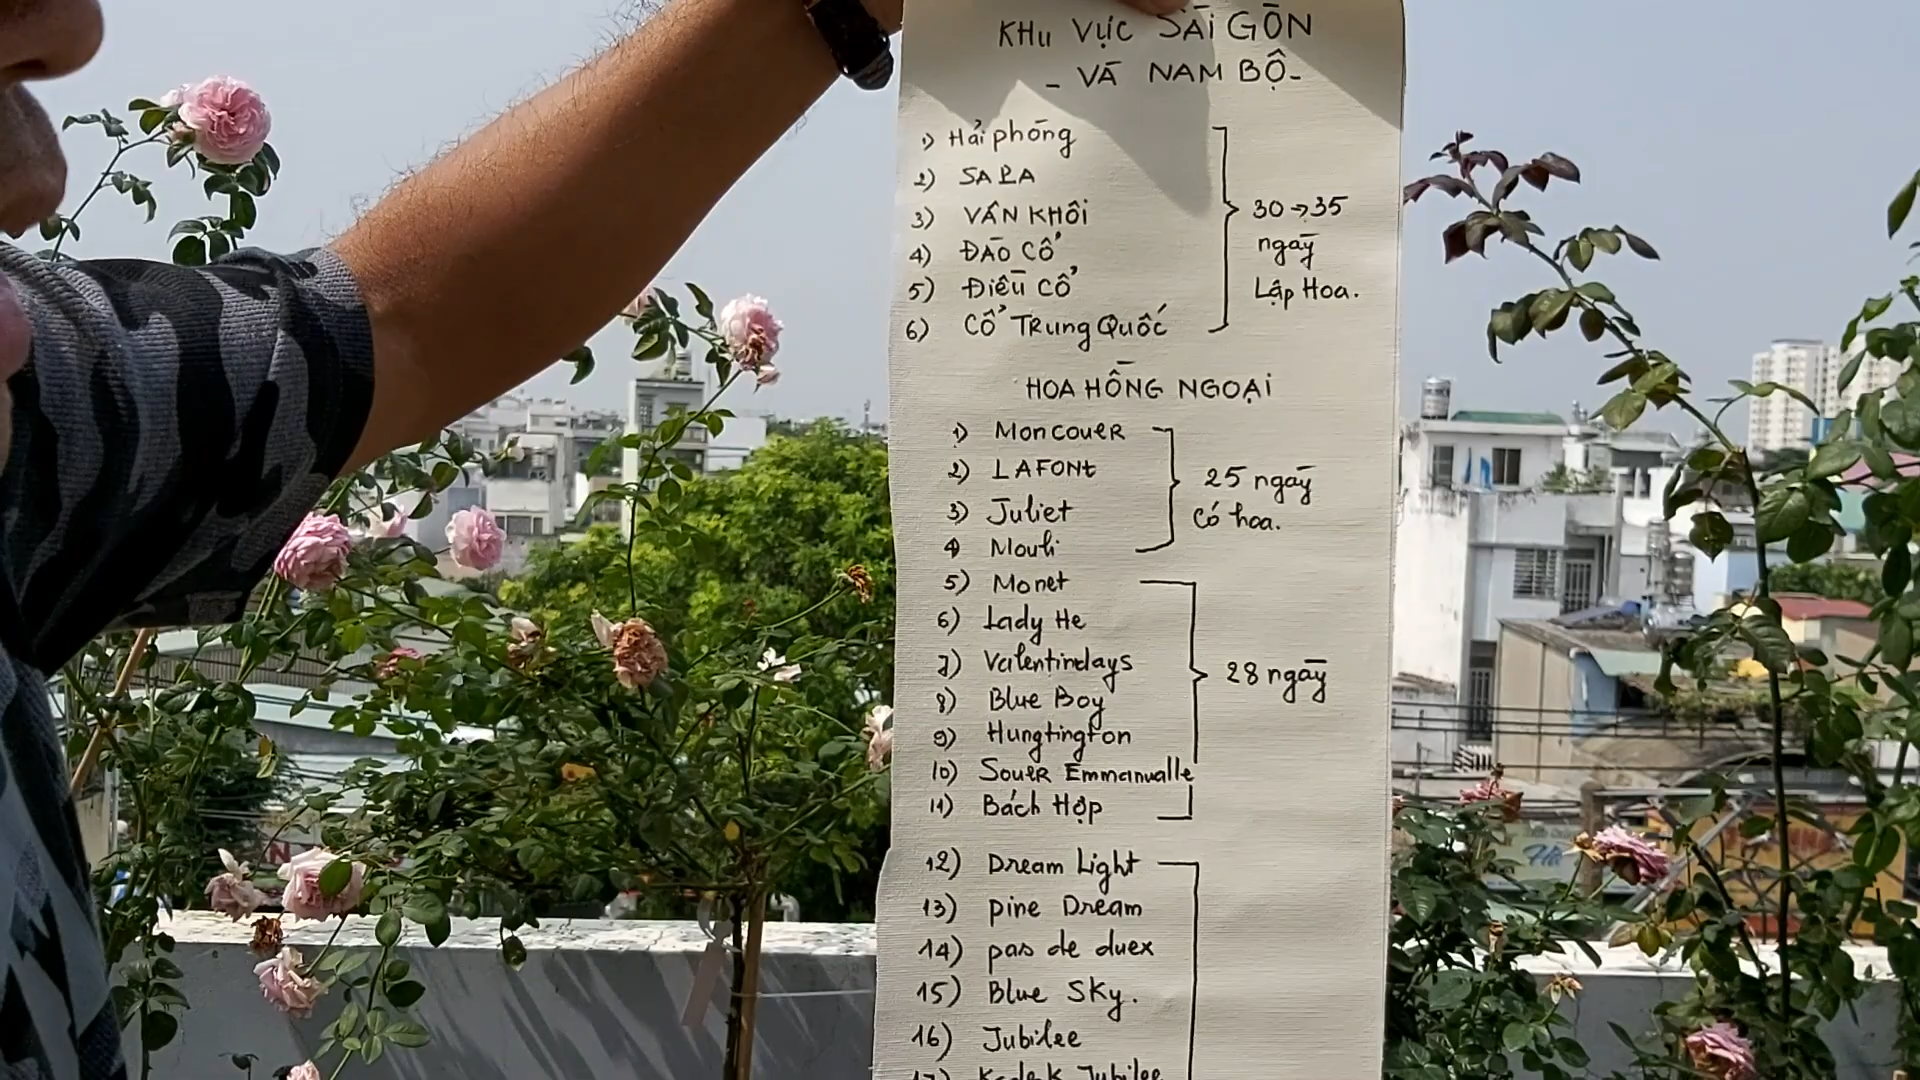 KHu Vực SÀi GÒN
- VÀ NAM BỘ -
1) Hải phòng
2) SAPA
3) VÂN KHÔi
4) ĐÀO CỔ
5) Điều CỔ
6) CỔ TRung Quốc
30 → 35
ngày
Lập Hoa.
HOA HỒNG NGOẠi
1) MoncoueR
2) LAFONt
3) Juliet
4) Mouli
25 ngày
có hoa.
5) Monet
6) Lady He
7) Valentindays
8) Blue Boy
9) Hungtington
10) SoueR Emmanualle
11) Bách Hợp
28 ngày
12) Dream Light
13) pine Dream
14) pas de duex
15) Blue Sky.
16) Jubilee